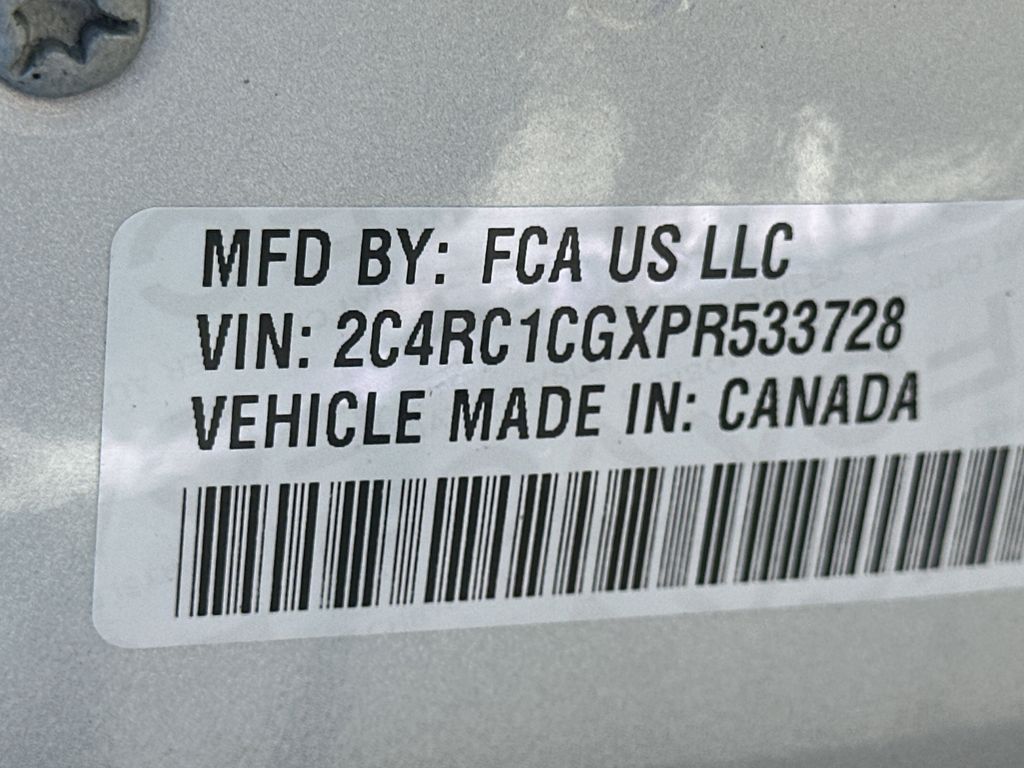 MFD BY: FCA US LLC
VIN: 2C4RC1CGXPR533728
VEHICLE MADE IN: CANADA